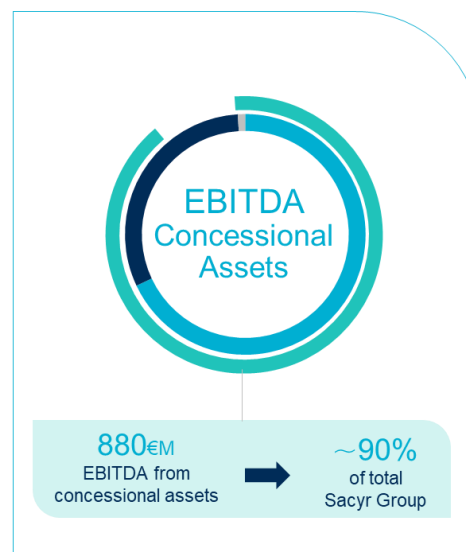 EBITDA
Concessional
Assets
880€M
EBITDA from
concessional assets
~90%
of total
Sacyr Group